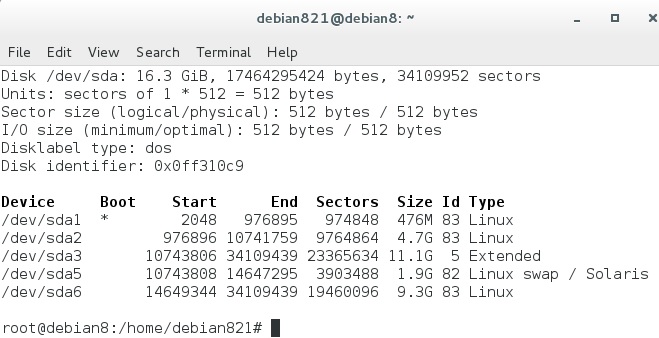 debian821@debian8: ~
File Edit View Search Terminal Help
Disk /dev/sda: 16.3 GiB, 17464295424 bytes, 34109952 sectors
Units: sectors of 1 * 512 = 512 bytes
Sector size (logical/physical): 512 bytes / 512 bytes
I/O size (minimum/optimal): 512 bytes / 512 bytes
Disklabel type: dos
Disk identifier: 0x0ff310c9
Device Boot Start End Sectors Size Id Type
/dev/sda1 * 2048 976895 974848 476M 83 Linux
/dev/sda2 976896 10741759 9764864 4.7G 83 Linux
/dev/sda3 10743806 34109439 23365634 11.1G 5 Extended
/dev/sda5 10743808 14647295 3903488 1.9G 82 Linux swap / Solaris
/dev/sda6 14649344 34109439 19460096 9.3G 83 Linux
root@debian8:/home/debian821#